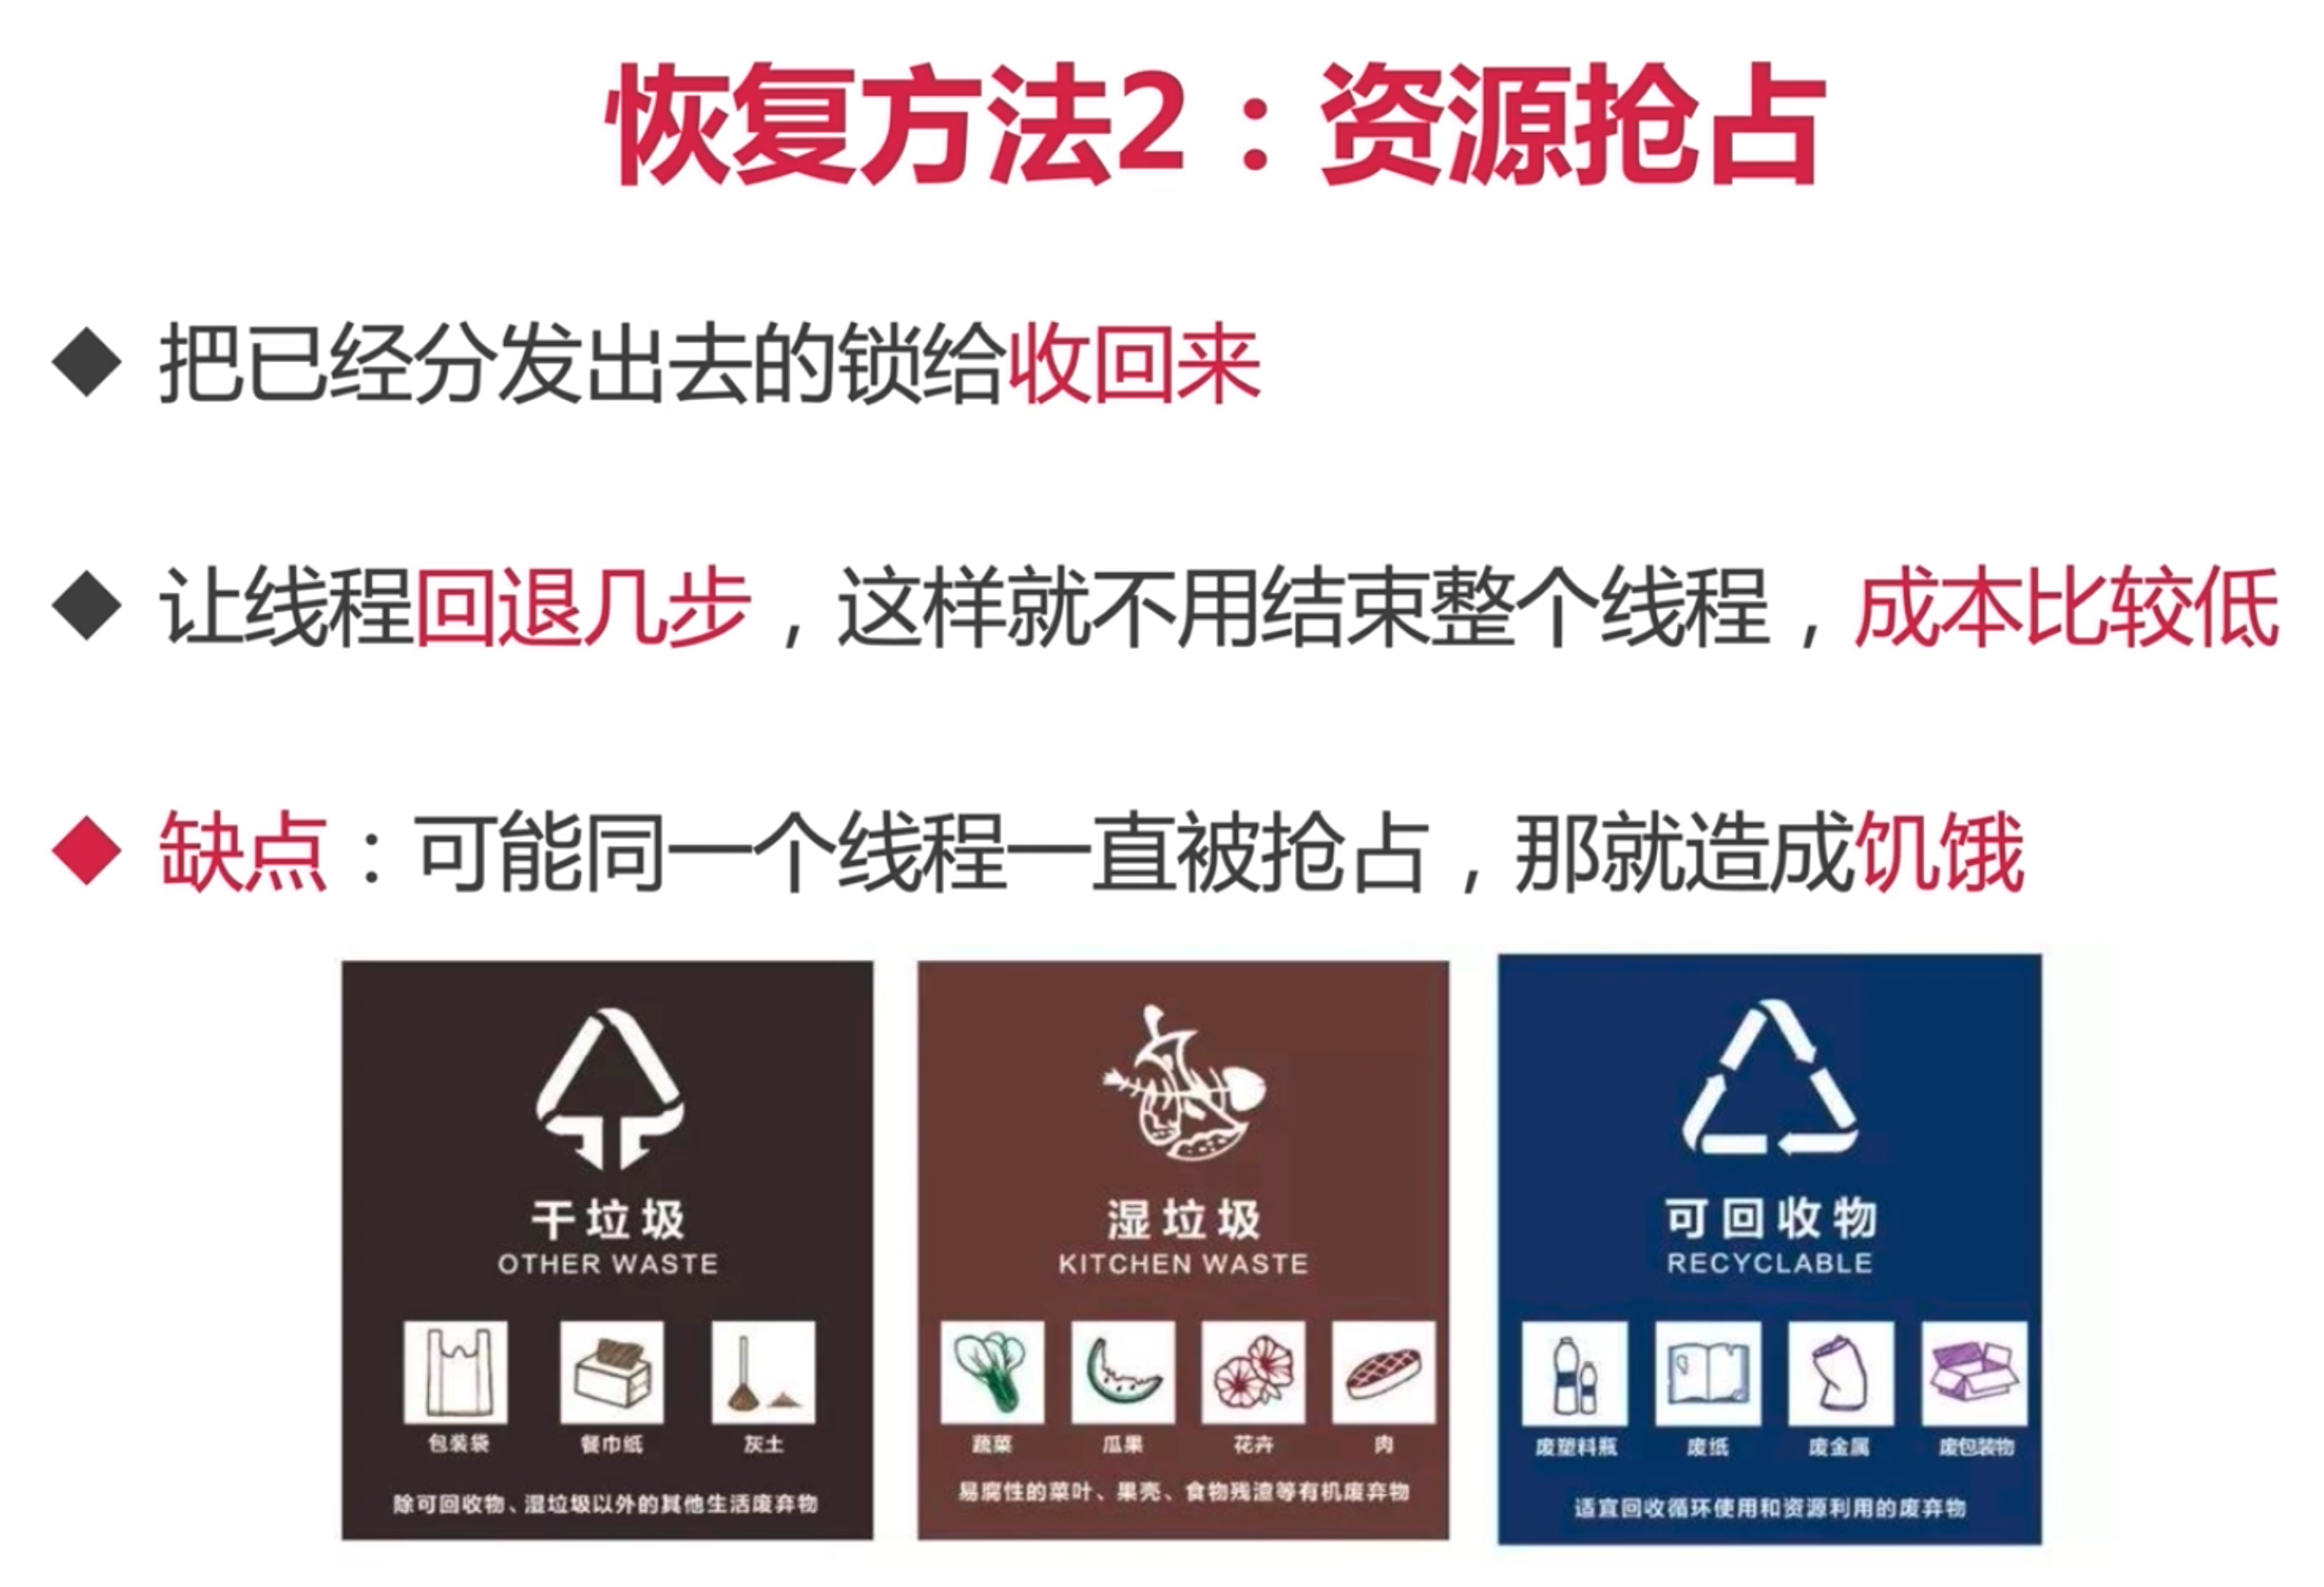 恢复方法2：资源抢占
把已经分发出去的锁给收回来
让线程回退几步，这样就不用结束整个线程，成本比较低
缺点：可能同一个线程一直被抢占，那就造成饥饿
干垃圾
OTHER WASTE
包装袋 餐巾纸 灰土
除可回收物、湿垃圾以外的其他生活废弃物
湿垃圾
KITCHEN WASTE
蔬菜 瓜果 花卉 肉
易腐性的菜叶、果壳、食物残渣等有机废弃物
可回收物
RECYCLABLE
废塑料瓶 废纸 废金属 废包装物
适宜回收循环使用和资源利用的废弃物